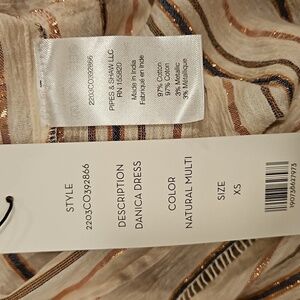 2203CO392866
PIPES & SHAW LLC
RN 155820
Made in India
Fabriqué en Inde
97% Cotton
97% Coton
3% Metallic
3% Métallique
STYLE
2203CO392866
DESCRIPTION
DANICA DRESS
COLOR
NATURAL MULTI
SIZE
XS